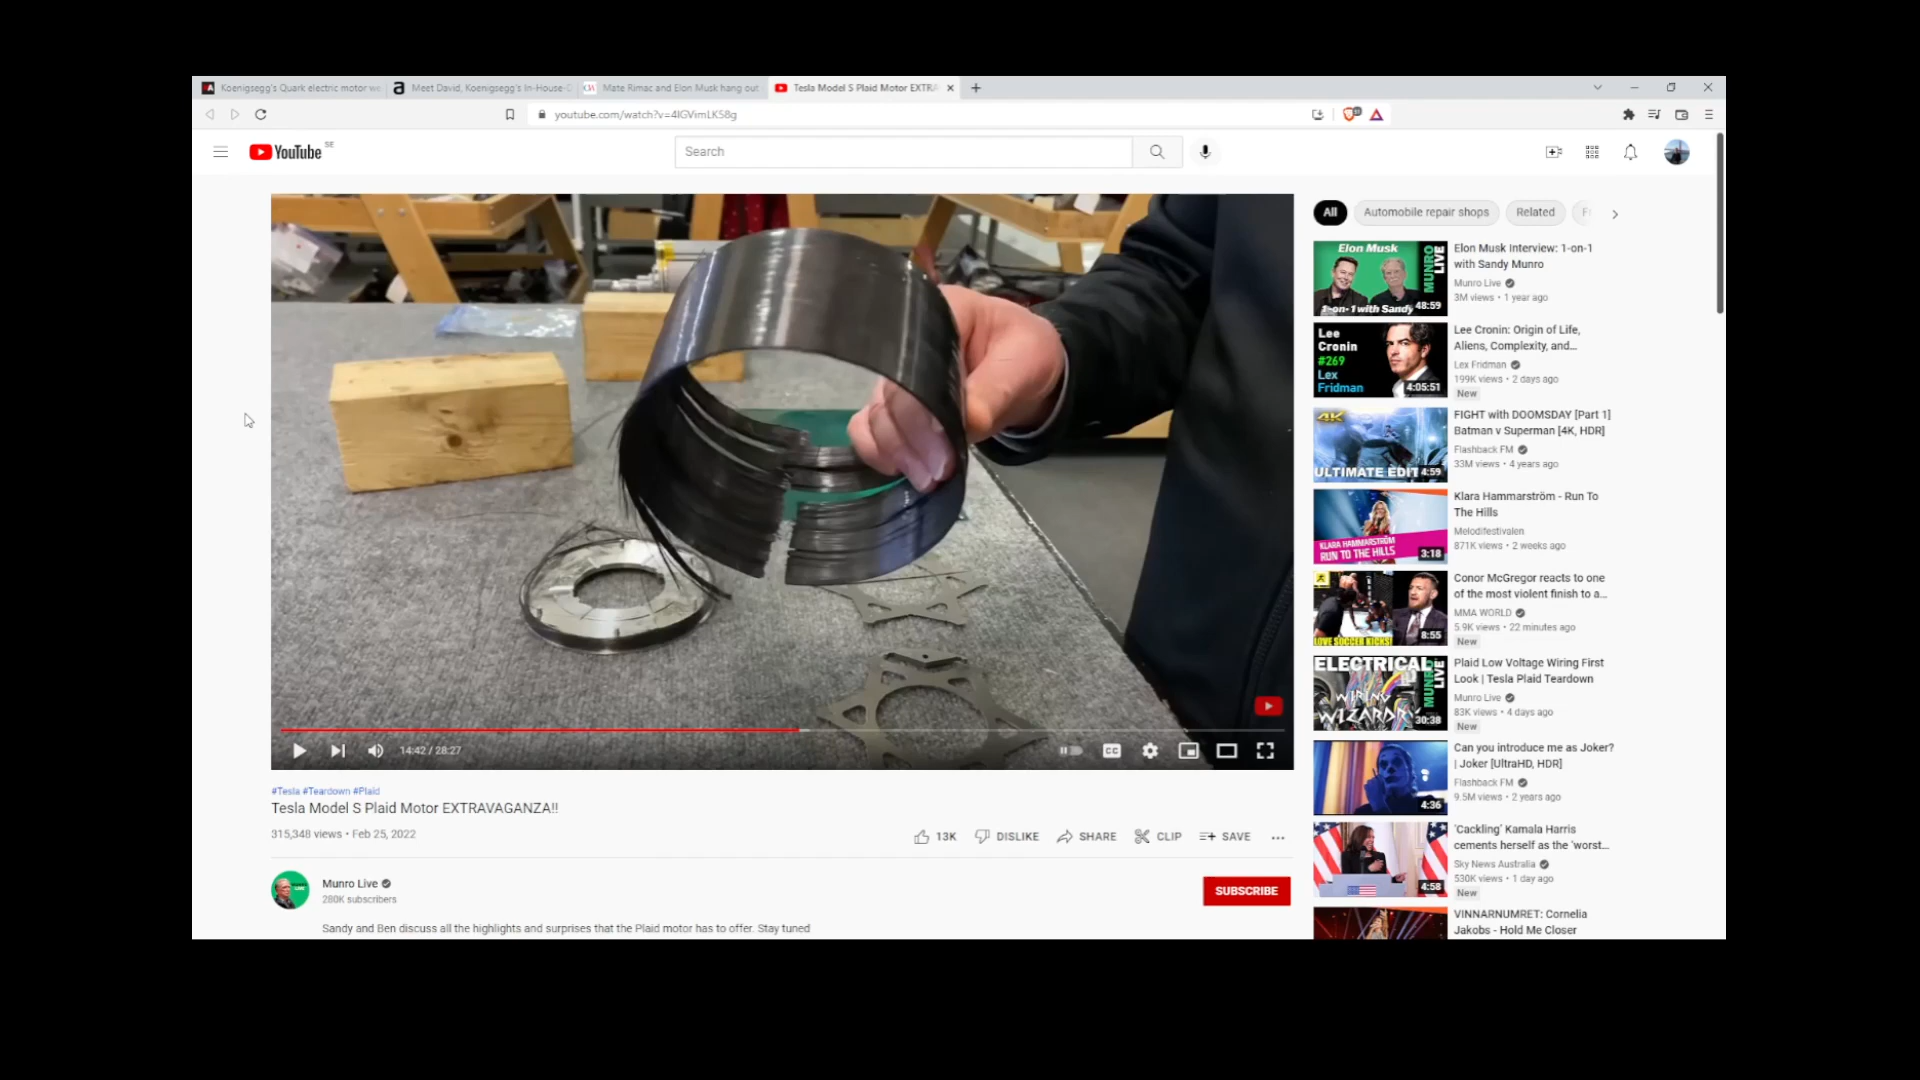 Koenigsegg's Quark electric motor we
Meet David, Koenigsegg's In-House-
Mate Rimac and Elon Musk hang out
Tesla Model S Plaid Motor EXTRA
youtube.com/watch?v=4IGVimLK58g
YouTube SE
Search
All
Automobile repair shops
Related
Elon Musk
MUNRO LIVE
1-on-1 with Sandy
48:59
Elon Musk Interview: 1-on-1
with Sandy Munro
Munro Live
3M views • 1 year ago
Lee
Cronin
#269
Lex
Fridman
4:05:51
Lee Cronin: Origin of Life,
Aliens, Complexity, and...
Lex Fridman
199K views • 2 days ago
New
4K
ULTIMATE EDIT
4:59
FIGHT with DOOMSDAY [Part 1]
Batman v Superman [4K, HDR]
Flashback FM
33M views • 4 years ago
KLARA HAMMARSTRÖM
RUN TO THE HILLS
3:18
Klara Hammarström - Run To
The Hills
Melodifestivalen
871K views • 2 weeks ago
LOVE SOCCER KICKS!
8:55
Conor McGregor reacts to one
of the most violent finish to a...
MMA WORLD
5.9K views • 22 minutes ago
New
ELECTRICAL
WIRING
WIZARDRY
MUNRO LIVE
30:38
Plaid Low Voltage Wiring First
Look | Tesla Plaid Teardown
Munro Live
83K views • 4 days ago
New
4:36
Can you introduce me as Joker?
| Joker [UltraHD, HDR]
Flashback FM
9.5M views • 2 years ago
4:58
'Cackling' Kamala Harris
cements herself as the 'worst...
Sky News Australia
530K views • 1 day ago
New
VINNARNUMRET: Cornelia
Jakobs - Hold Me Closer
14:42 / 28:27
CC
#Tesla #Teardown #Plaid
Tesla Model S Plaid Motor EXTRAVAGANZA!!
315,348 views • Feb 25, 2022
13K
DISLIKE
SHARE
CLIP
SAVE
Munro Live
280K subscribers
SUBSCRIBE
Sandy and Ben discuss all the highlights and surprises that the Plaid motor has to offer. Stay tuned